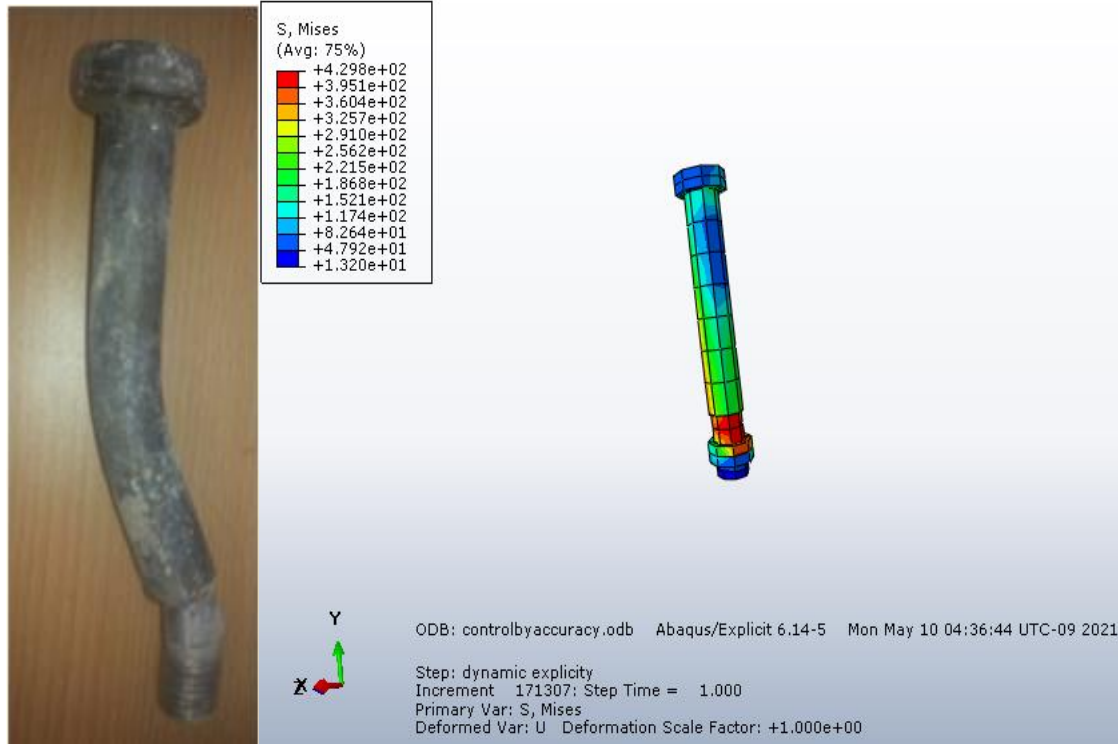 S, Mises
(Avg: 75%)
+4.298e+02
+3.951e+02
+3.604e+02
+3.257e+02
+2.910e+02
+2.562e+02
+2.215e+02
+1.868e+02
+1.521e+02
+1.174e+02
+8.264e+01
+4.792e+01
+1.320e+01
Y
X
Z
ODB: controlbyaccuracy.odb Abaqus/Explicit 6.14-5 Mon May 10 04:36:44 UTC-09 2021
Step: dynamic explicity
Increment 171307: Step Time = 1.000
Primary Var: S, Mises
Deformed Var: U Deformation Scale Factor: +1.000e+00